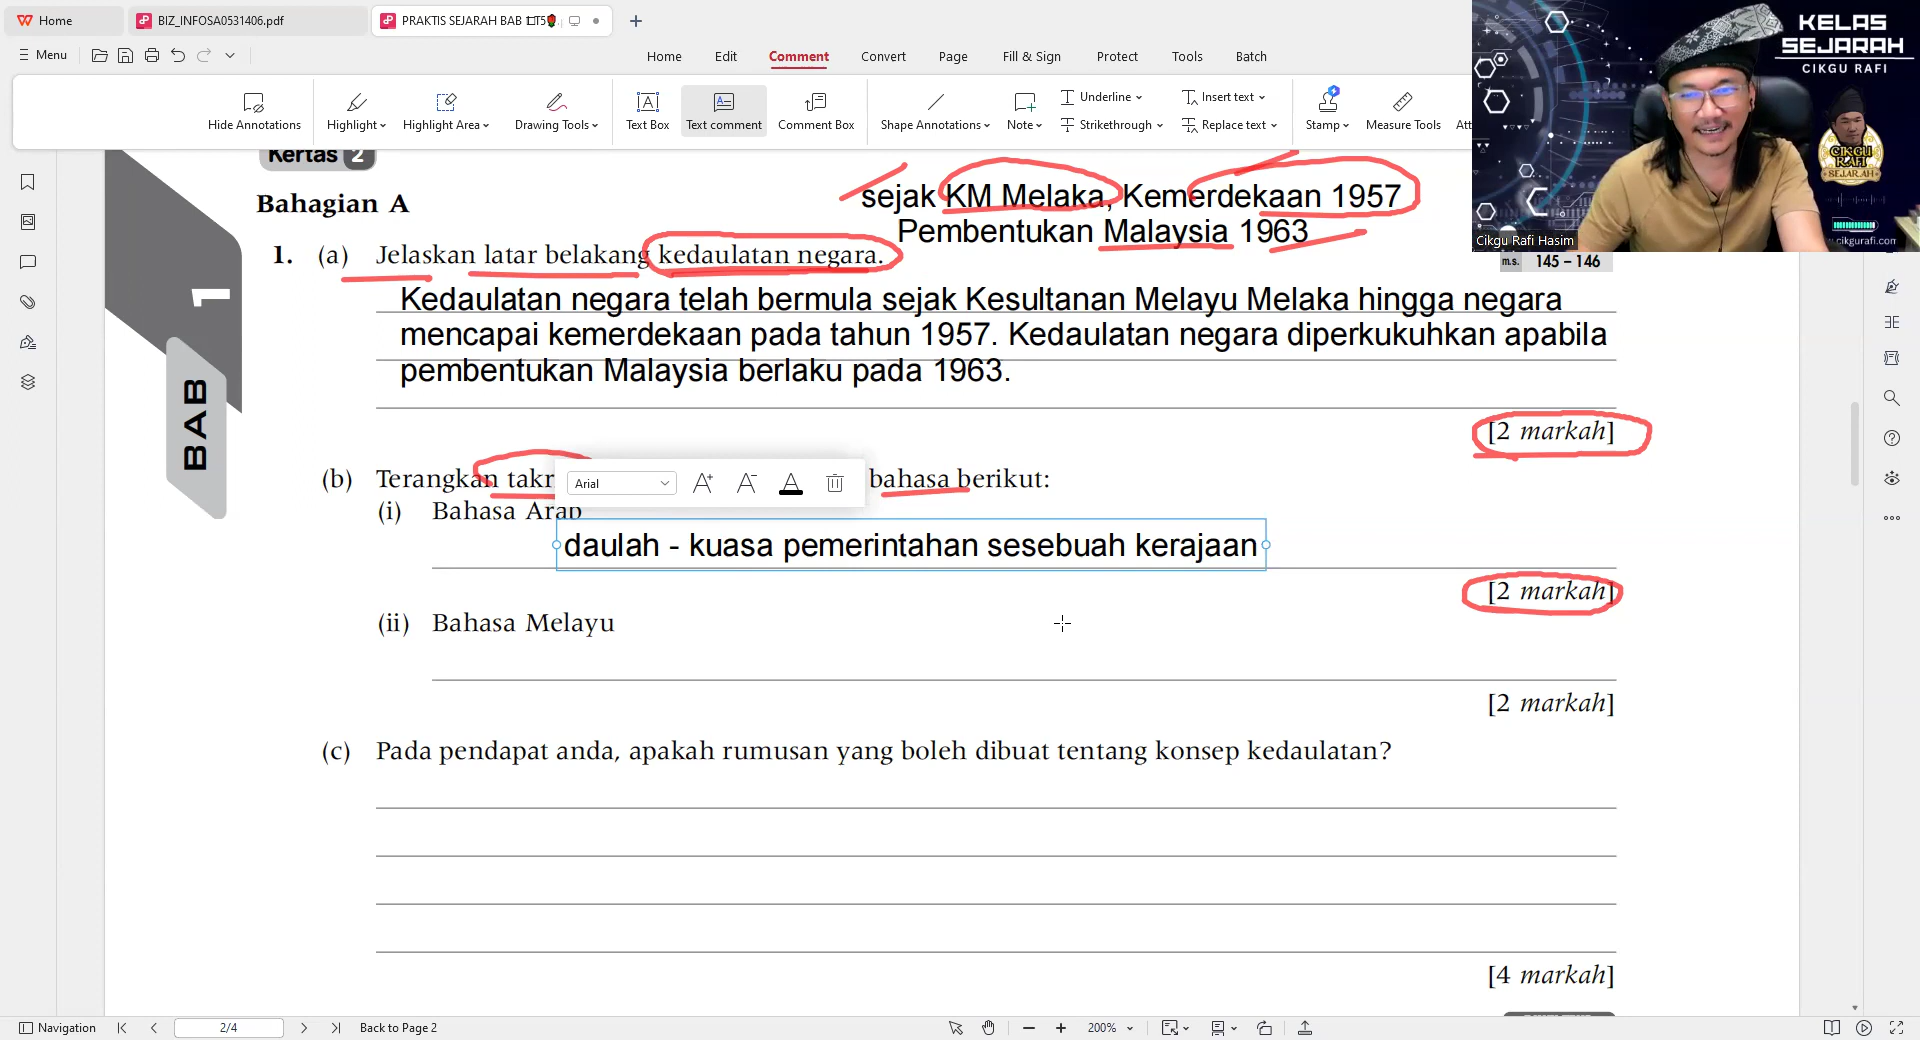 Home
BIZ_INFOSA0531406.pdf
PRAKTIS SEJARAH BAB 1
Menu
Home Edit Comment Convert Page Fill & Sign Protect Tools Batch
Hide Annotations
Highlight
Highlight Area
Drawing Tools
Text Box
Text comment
Comment Box
Shape Annotations
Note
Underline
Strikethrough
Insert text
Replace text
Stamp
Measure Tools
KELAS
SEJARAH
CIKGU RAFI
CIKGU
RAFI
SEJARAH
Cikgu Rafi Hasim
Kertas 2
Bahagian A
sejak KM Melaka, Kemerdekaan 1957
Pembentukan Malaysia 1963
1. (a) Jelaskan latar belakang kedaulatan negara.
m.s. 145 – 146
Kedaulatan negara telah bermula sejak Kesultanan Melayu Melaka hingga negara
mencapai kemerdekaan pada tahun 1957. Kedaulatan negara diperkukuhkan apabila
pembentukan Malaysia berlaku pada 1963.
[2 markah]
BAB 1
(b) Terangkan bahasa berikut:
Arial
(i) Bahasa Arab
daulah - kuasa pemerintahan sesebuah kerajaan
[2 markah]
(ii) Bahasa Melayu
[2 markah]
(c) Pada pendapat anda, apakah rumusan yang boleh dibuat tentang konsep kedaulatan?
[4 markah]
Navigation
2/4
Back to Page 2
200%